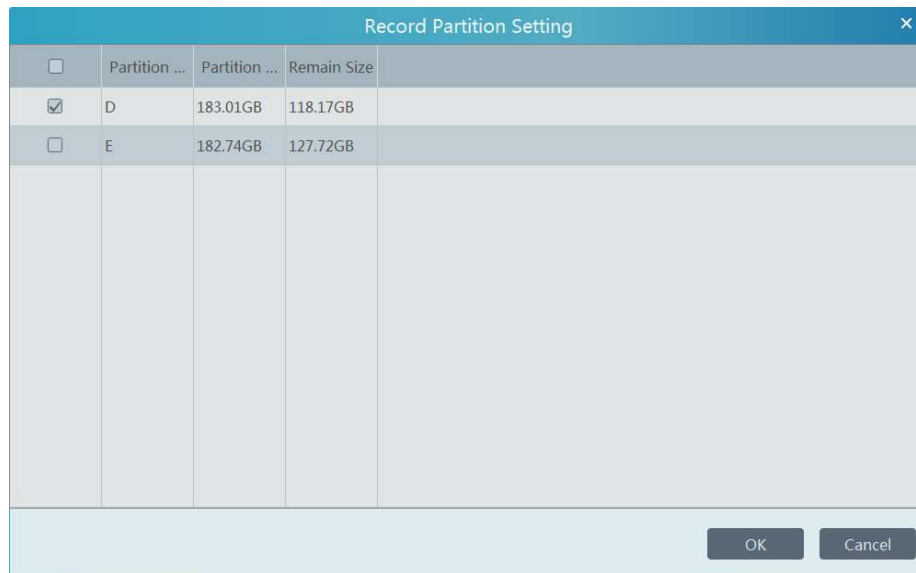 Record Partition Setting
Partition ... Partition ... Remain Size
D 183.01GB 118.17GB
E 182.74GB 127.72GB
OK Cancel